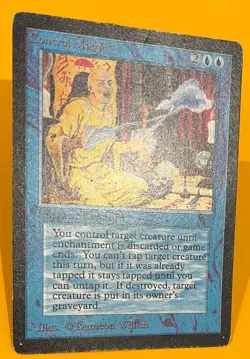 Control Magic 2
You control target creature until
enchantment is discarded or game
ends. You can't tap target creature
this turn, but if it was already
tapped it stays tapped until you
can untap it. If destroyed, target
creature is put in its owner's
graveyard.
Illus. © Dameon Willich